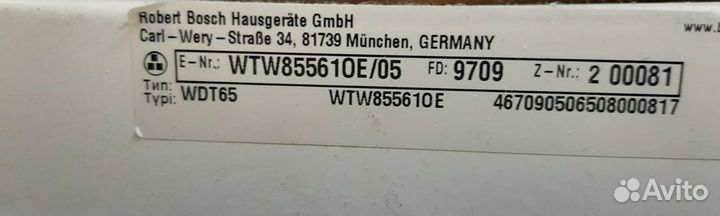 Robert Bosch Hausgeräte GmbH
www.b
Carl-Wery-Straße 34, 81739 München, GERMANY
E-Nr.: WTW85561OE/05 FD: 9709 Z-Nr.: 2 00081
Тип:
Typi: WDT65 WTW85561OE 467090506508000817
Avito